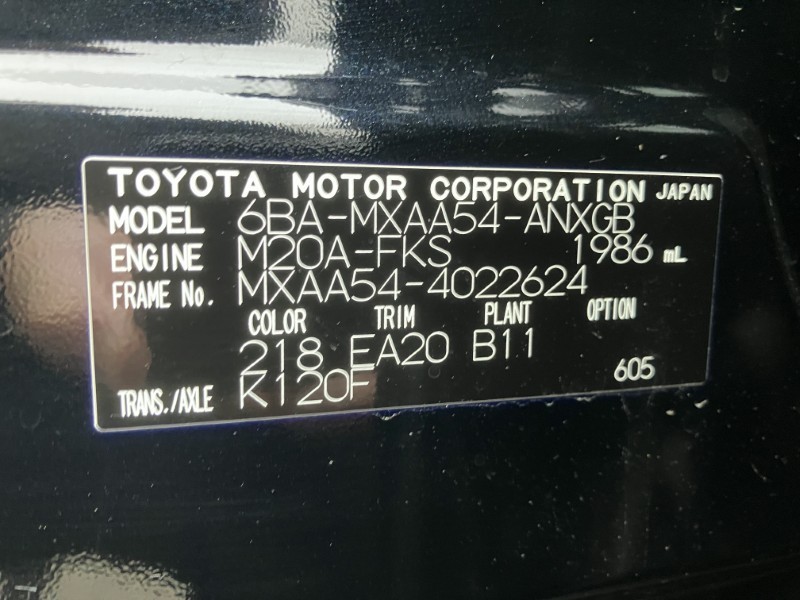 TOYOTA MOTOR CORPORATION JAPAN
MODEL 6BA-MXAA54-ANXGB
ENGINE M20A-FKS 1986 mL
FRAME No. MXAA54-4022624
COLOR TRIM PLANT OPTION
218 EA20 B11
TRANS./AXLE K120F 605